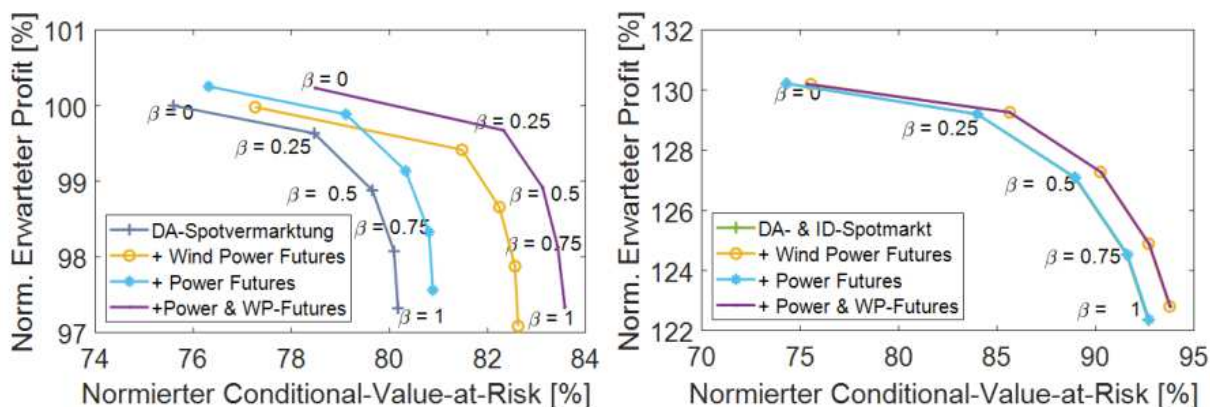 Norm. Erwarteter Profit [%]
101
100
99
98
97
β = 0
β = 0
β = 0.25
β = 0.25
β = 0.5
β = 0.5
β = 0.75
β = 0.75
β = 1
β = 1
DA-Spotvermarktung
+ Wind Power Futures
+ Power Futures
+Power & WP-Futures
74 76 78 80 82 84
Normierter Conditional-Value-at-Risk [%]
Norm. Erwarteter Profit [%]
132
130
128
126
124
122
β = 0
β = 0.25
β = 0.5
β = 0.75
β = 1
DA- & ID-Spotmarkt
+ Wind Power Futures
+ Power Futures
+ Power & WP-Futures
70 75 80 85 90 95
Normierter Conditional-Value-at-Risk [%]